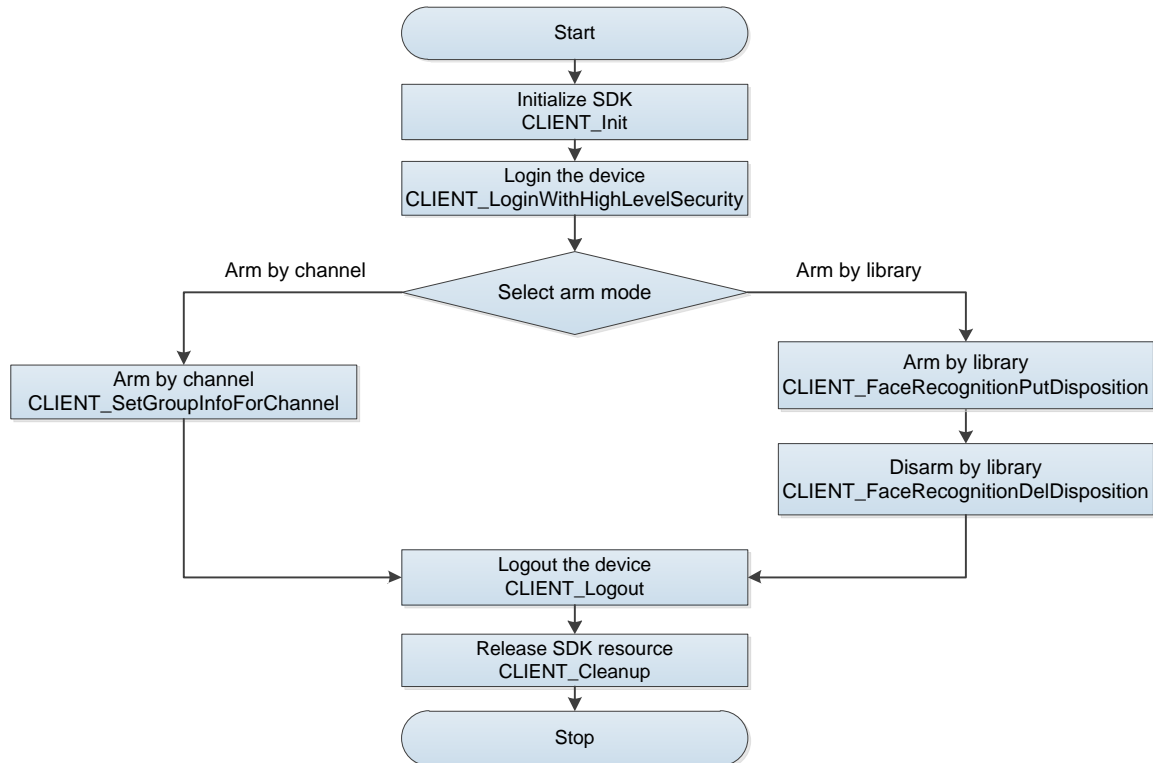 Start
Initialize SDK
CLIENT_Init
Login the device
CLIENT_LoginWithHighLevelSecurity
Arm by channel
Arm by library
Select arm mode
Arm by channel
CLIENT_SetGroupInfoForChannel
Arm by library
CLIENT_FaceRecognitionPutDisposition
Disarm by library
CLIENT_FaceRecognitionDelDisposition
Logout the device
CLIENT_Logout
Release SDK resource
CLIENT_Cleanup
Stop